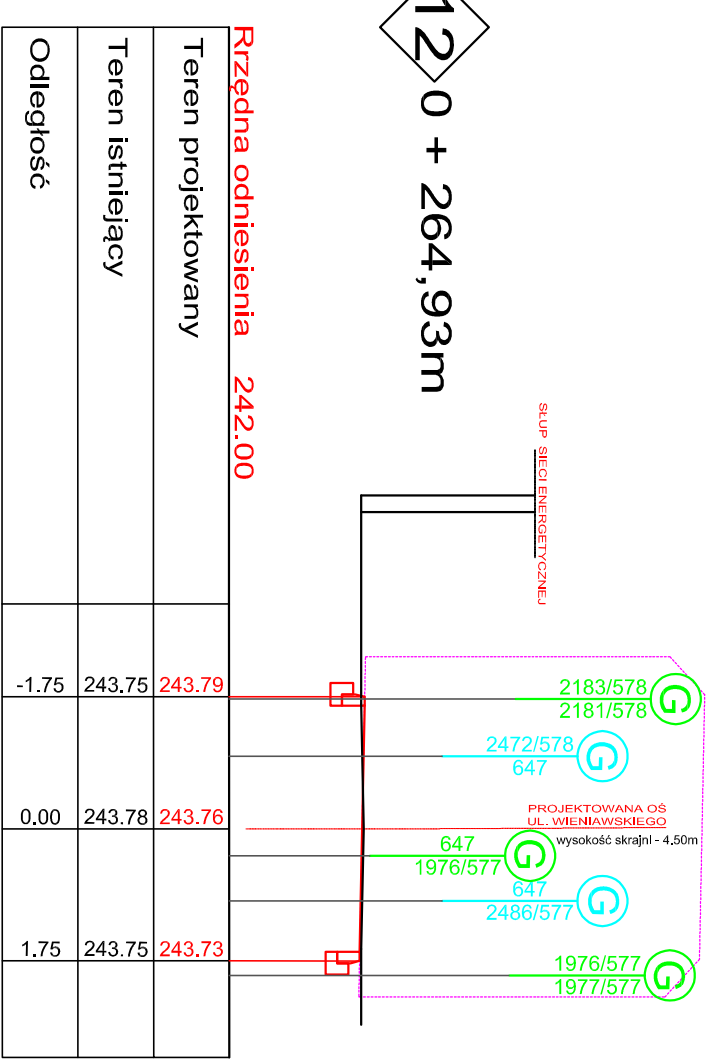 12
0 + 264,93m
SŁUP SIECI ENERGETYCZNEJ
G
2183/578
2181/578
G
2472/578
647
PROJEKTOWANA OŚ
UL. WIENIAWSKIEGO
wysokość skrajni - 4.50m
G
647
1976/577
G
647
2486/577
G
1976/577
1977/577
Rrzędna odniesienia 242.00
Teren projektowany 243.79 243.76 243.73
Teren istniejący 243.75 243.78 243.75
Odległość -1.75 0.00 1.75